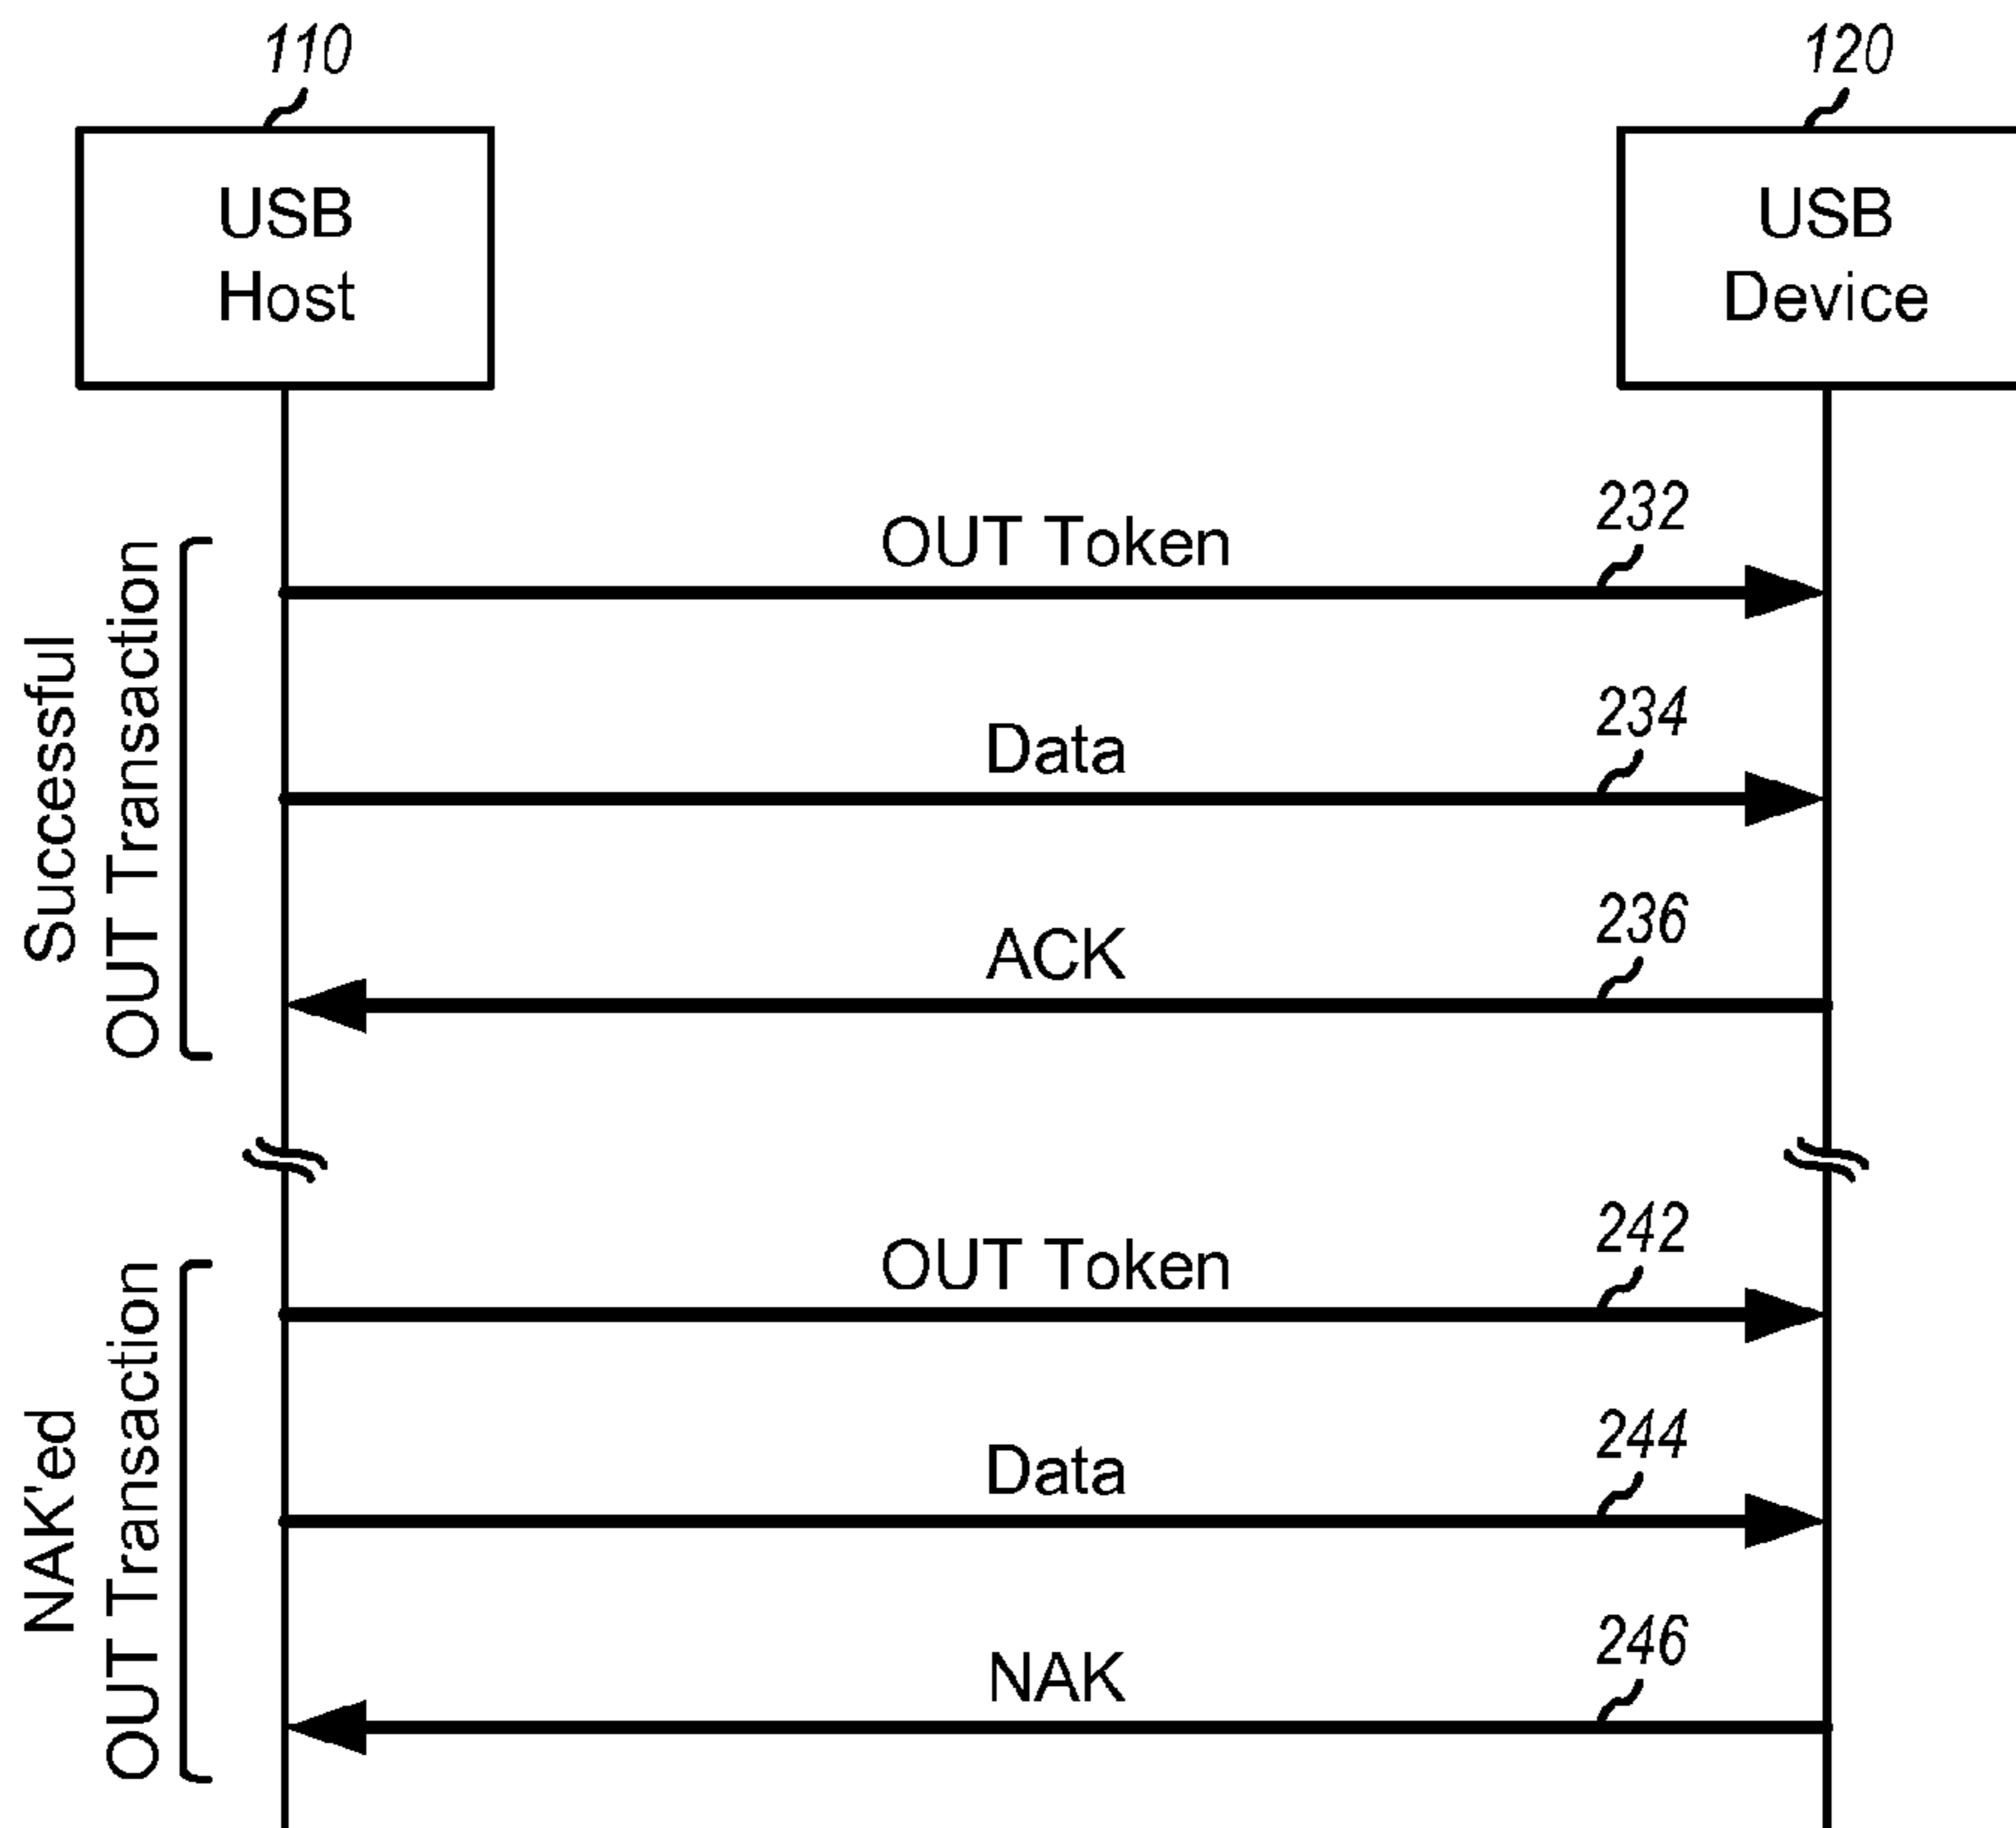 110
120
USB
Host
USB
Device
Successful
OUT Transaction
OUT Token
232
Data
234
ACK
236
NAK'ed
OUT Transaction
OUT Token
242
Data
244
NAK
246